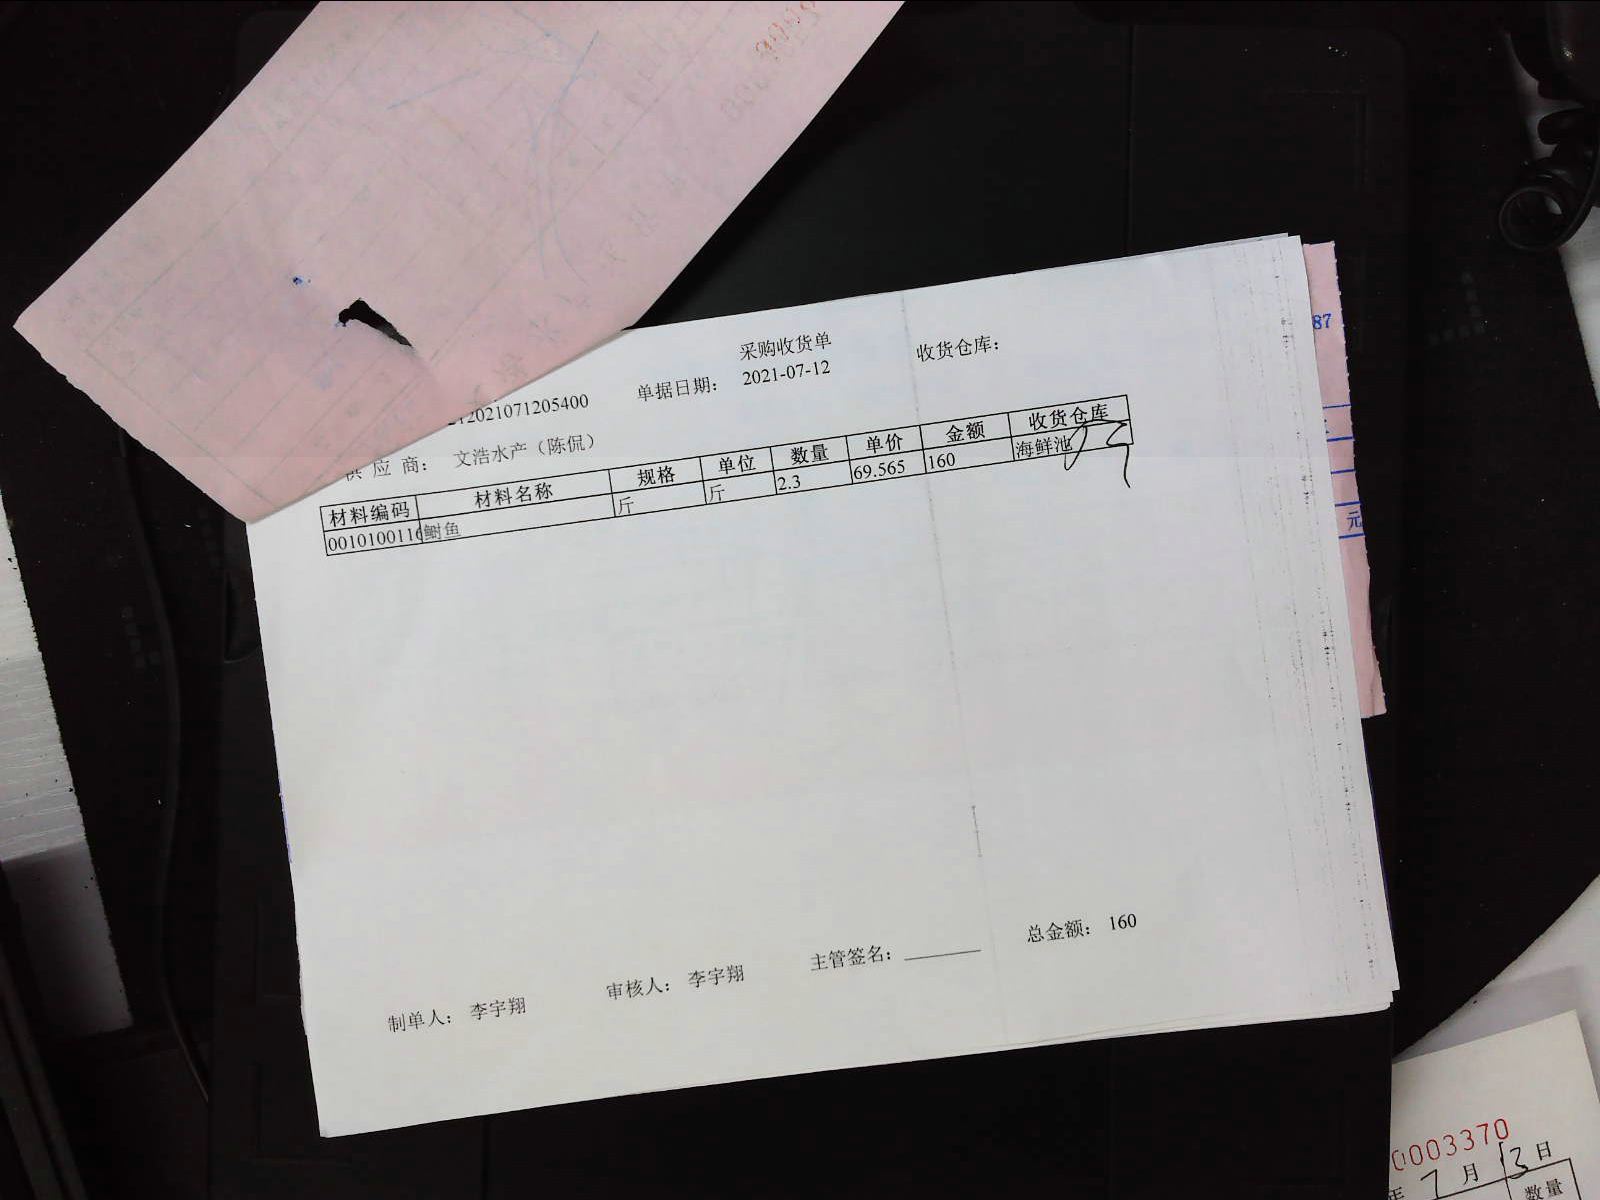 采购收货单
收货仓库：
2021071205400 单据日期： 2021-07-12
供应商： 文浩水产（陈侃）
材料编码 材料名称 规格 单位 数量 单价 金额 收货仓库
0010100116 鲥鱼 斤 斤 2.3 69.565 160 海鲜池
总金额： 160
制单人： 李宇翔 审核人： 李宇翔 主管签名：
87
元
0003370
年 7月13日
数量